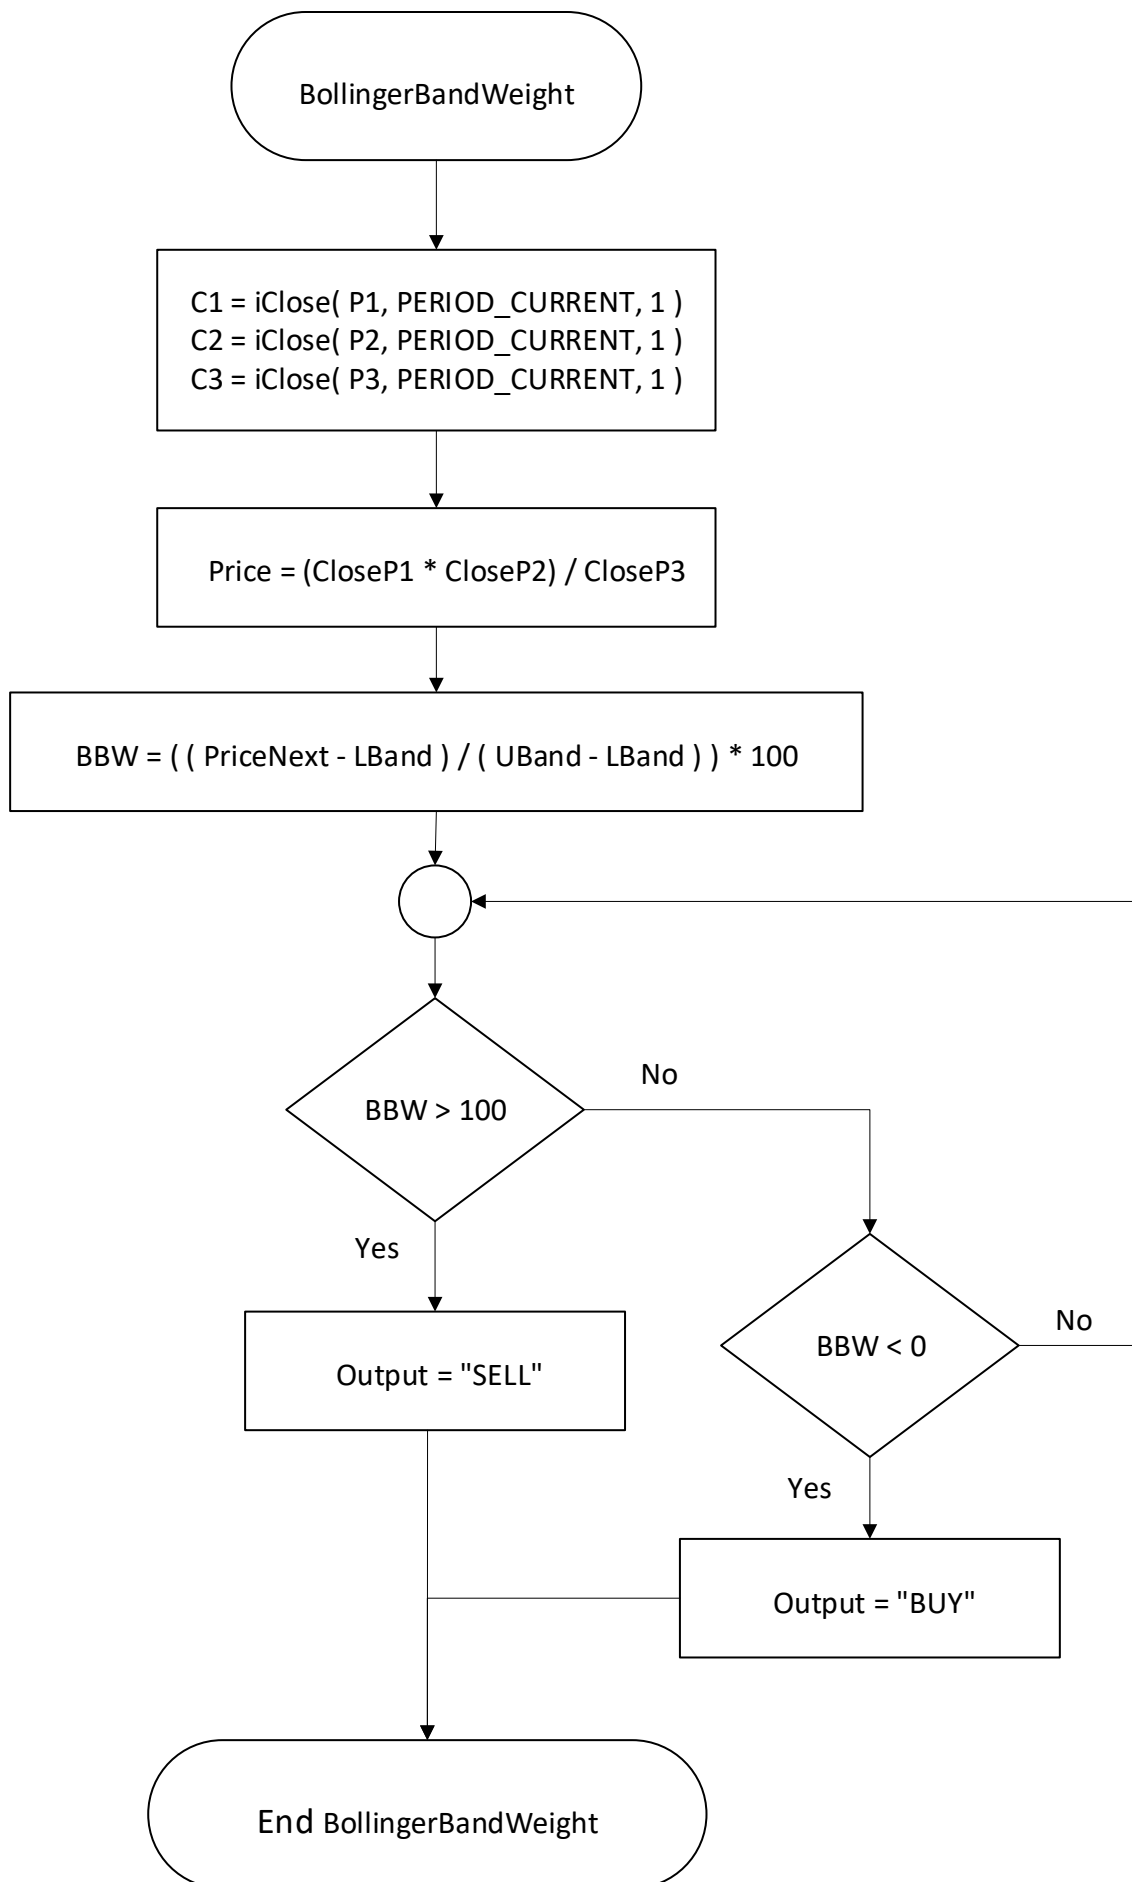 BollingerBandWeight
C1 = iClose( P1, PERIOD_CURRENT, 1 )
C2 = iClose( P2, PERIOD_CURRENT, 1 )
C3 = iClose( P3, PERIOD_CURRENT, 1 )
Price = (CloseP1 * CloseP2) / CloseP3
BBW = ( ( PriceNext - LBand ) / ( UBand - LBand ) ) * 100
BBW > 100
No
Yes
BBW < 0
No
Output = "SELL"
Yes
Output = "BUY"
End BollingerBandWeight